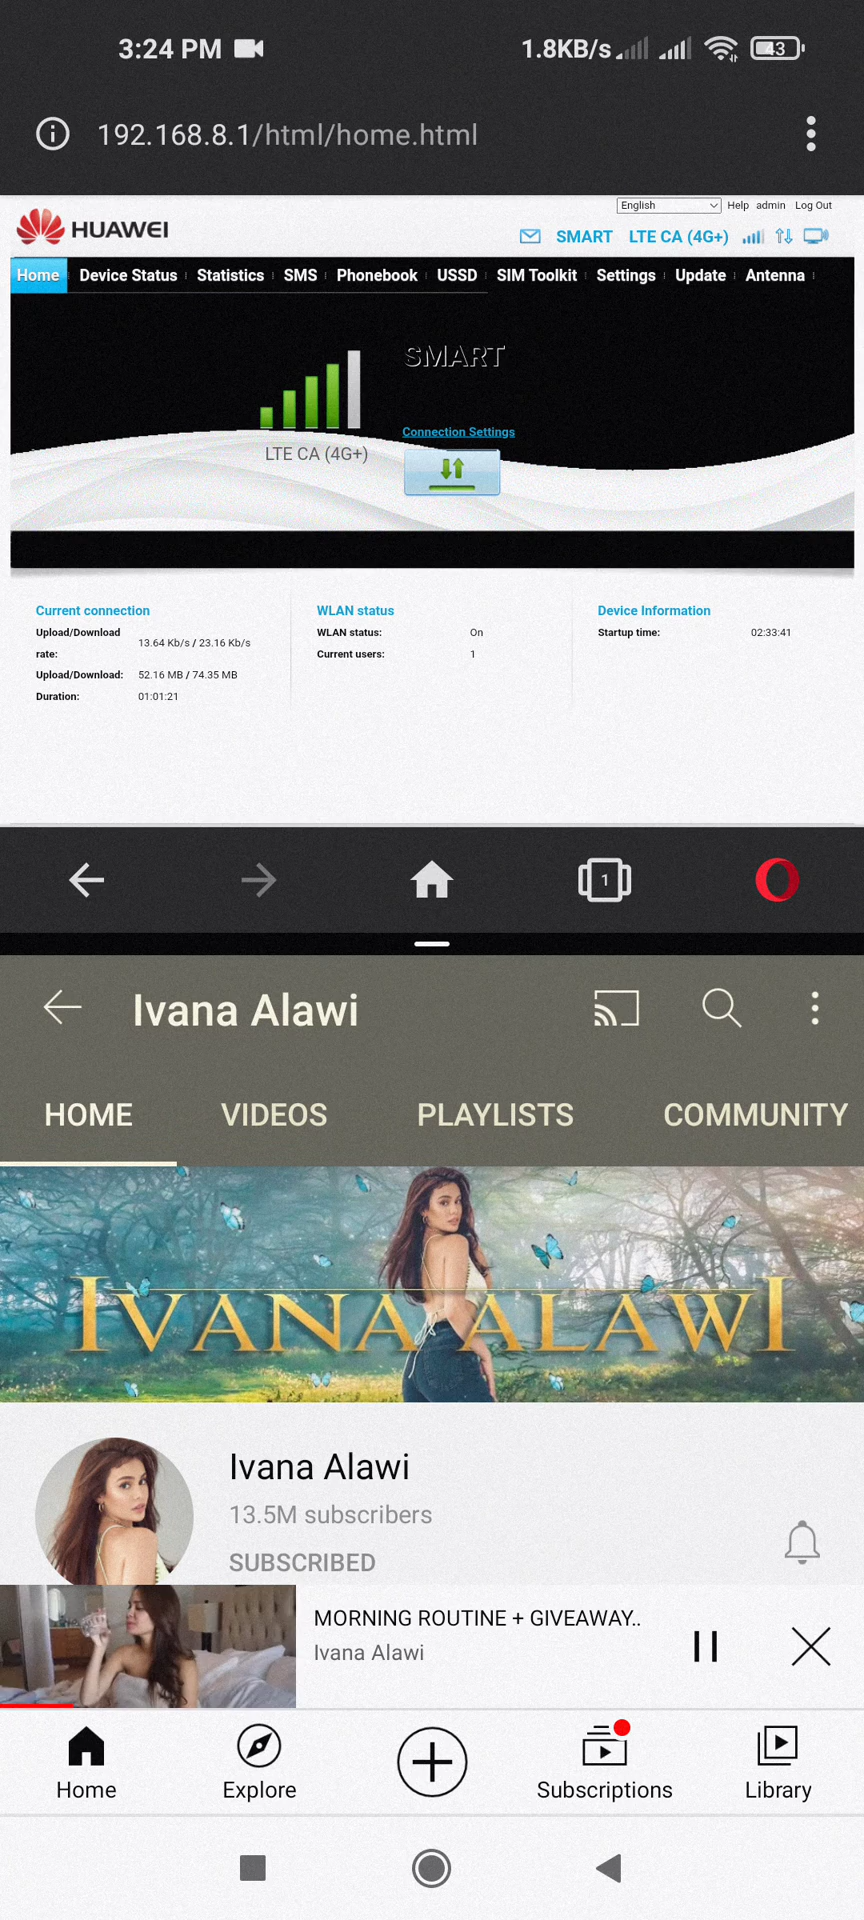 3:24 PM 1.8KB/s 43
192.168.8.1/html/home.html
English Help admin Log Out
HUAWEI SMART LTE CA (4G+)
Home Device Status Statistics SMS Phonebook USSD SIM Toolkit Settings Update Antenna
SMART
Connection Settings
LTE CA (4G+)
Current connection WLAN status Device Information
Upload/Download rate: 13.64 Kb/s / 23.16 Kb/s WLAN status: On Startup time: 02:33:41
Current users: 1
Upload/Download: 52.16 MB / 74.35 MB
Duration: 01:01:21
1
Ivana Alawi
HOME VIDEOS PLAYLISTS COMMUNITY
IVANA ALAWI
Ivana Alawi
13.5M subscribers
SUBSCRIBED
MORNING ROUTINE + GIVEAWAY..
Ivana Alawi
Home Explore Subscriptions Library